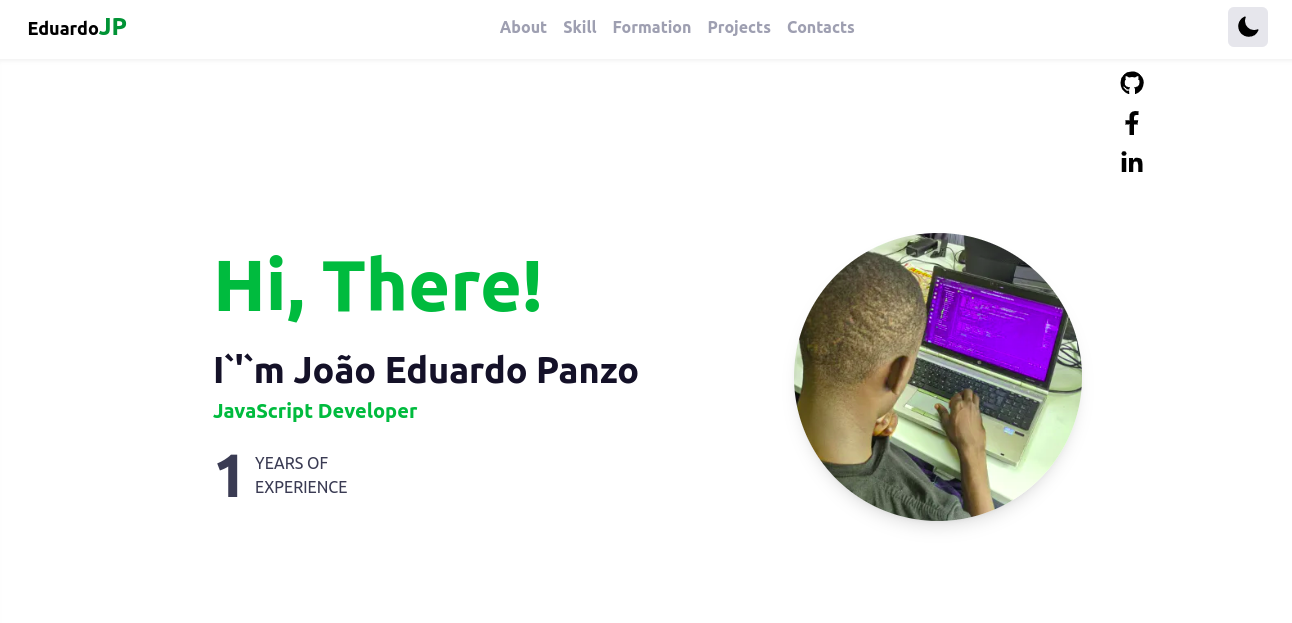 EduardoJP
About Skill Formation Projects Contacts
Hi, There!
I`'`m João Eduardo Panzo
JavaScript Developer
1 YEARS OF
EXPERIENCE